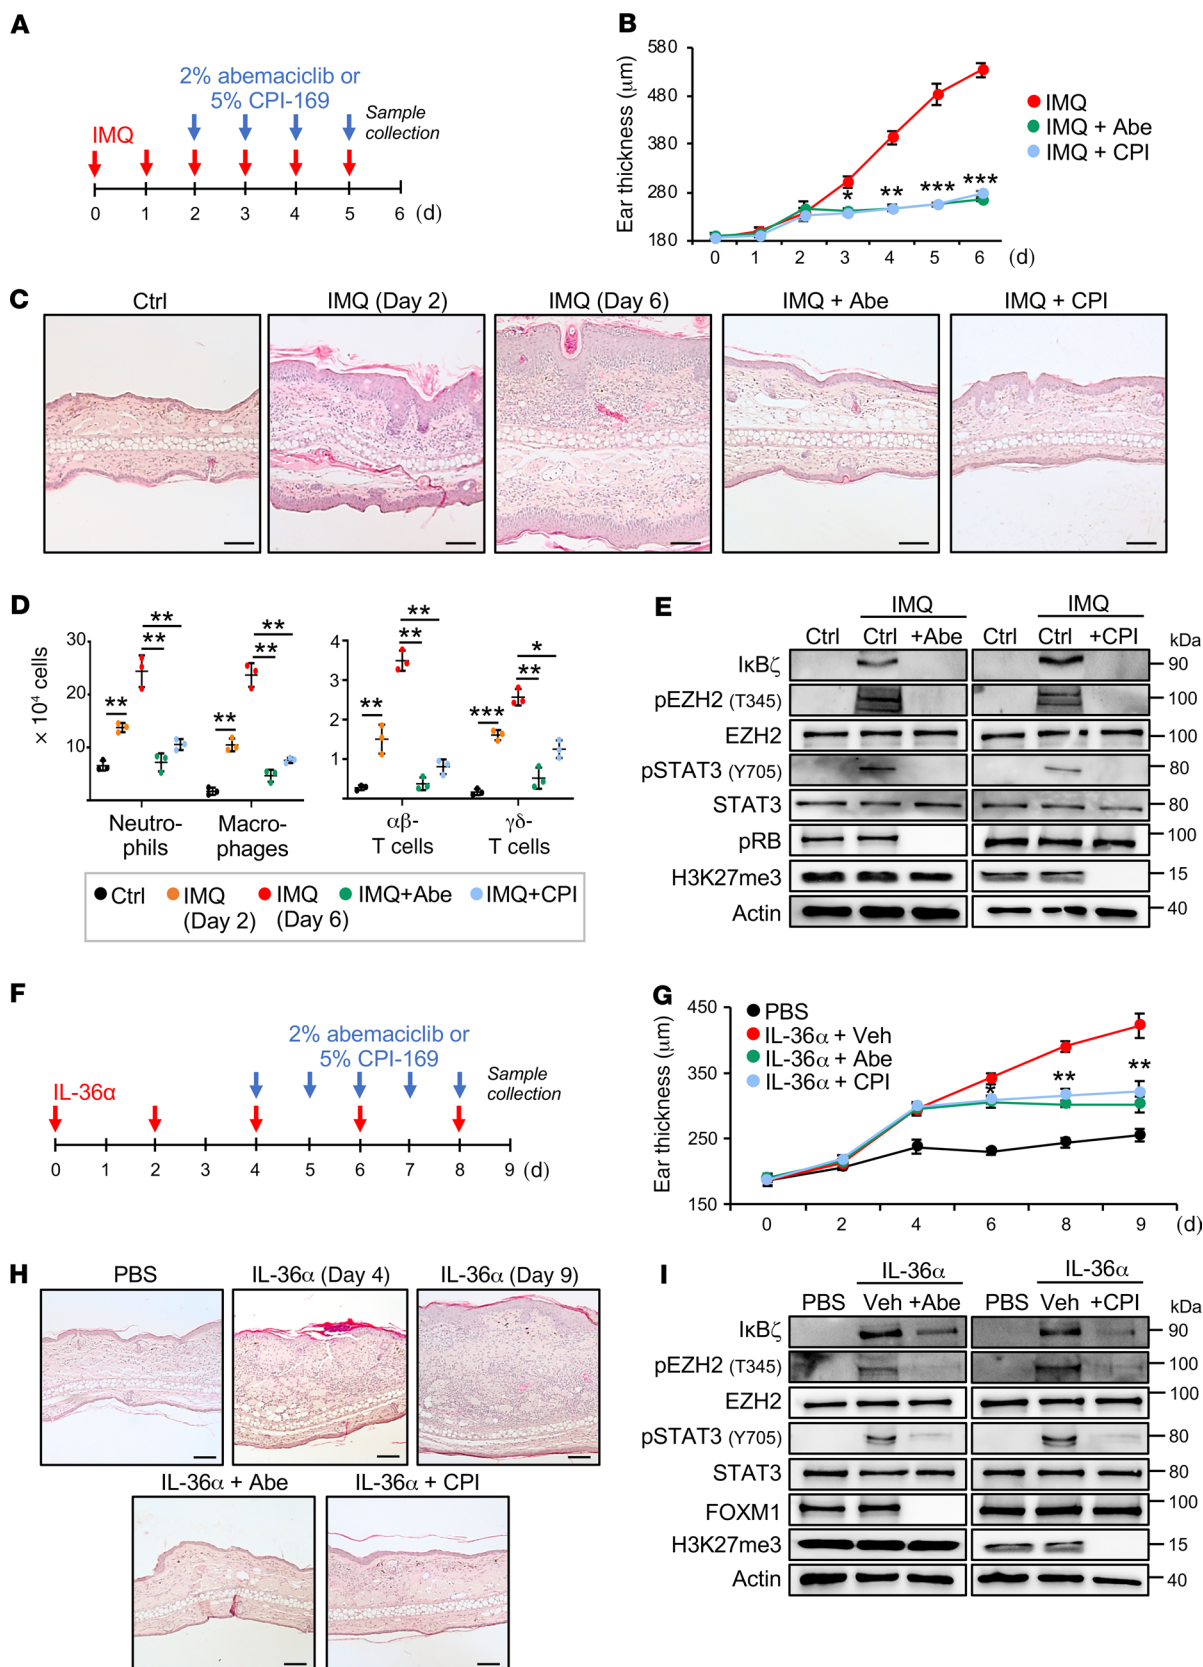 A
2% abemaciclib or
5% CPI-169
Sample
collection
IMQ
0 1 2 3 4 5 6 (d)
B
Ear thickness (μm)
580
480
380
280
180
* ** *** ***
0 1 2 3 4 5 6 (d)
IMQ
IMQ + Abe
IMQ + CPI
C
Ctrl
IMQ (Day 2)
IMQ (Day 6)
IMQ + Abe
IMQ + CPI
D
× 10⁴ cells
30
20
10
** ** ** ** ** **
Neutro-
phils
Macro-
phages
4
3
2
1
** ** ** *** ** *
αβ-
T cells
γδ-
T cells
Ctrl
IMQ
(Day 2)
IMQ
(Day 6)
IMQ+Abe
IMQ+CPI
E
IMQ IMQ
Ctrl Ctrl +Abe Ctrl Ctrl +CPI kDa
IκBζ 90
pEZH2 (T345) 100
EZH2 100
pSTAT3 (Y705) 80
STAT3 80
pRB 100
H3K27me3 15
Actin 40
F
2% abemaciclib or
5% CPI-169
Sample
collection
IL-36α
0 1 2 3 4 5 6 7 8 9 (d)
G
Ear thickness (μm)
450
350
250
150
PBS
IL-36α + Veh
IL-36α + Abe
IL-36α + CPI
* ** **
0 2 4 6 8 9 (d)
H
PBS
IL-36α (Day 4)
IL-36α (Day 9)
IL-36α + Abe
IL-36α + CPI
I
IL-36α IL-36α
PBS Veh +Abe PBS Veh +CPI kDa
IκBζ 90
pEZH2 (T345) 100
EZH2 100
pSTAT3 (Y705) 80
STAT3 80
FOXM1 100
H3K27me3 15
Actin 40